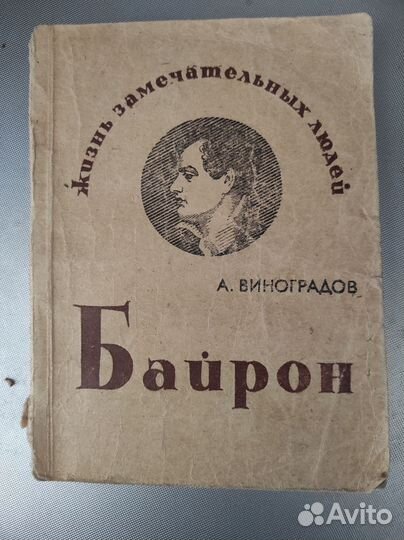 жизнь замечательных людей
А. ВИНОГРАДОВ
Байрон
Avito